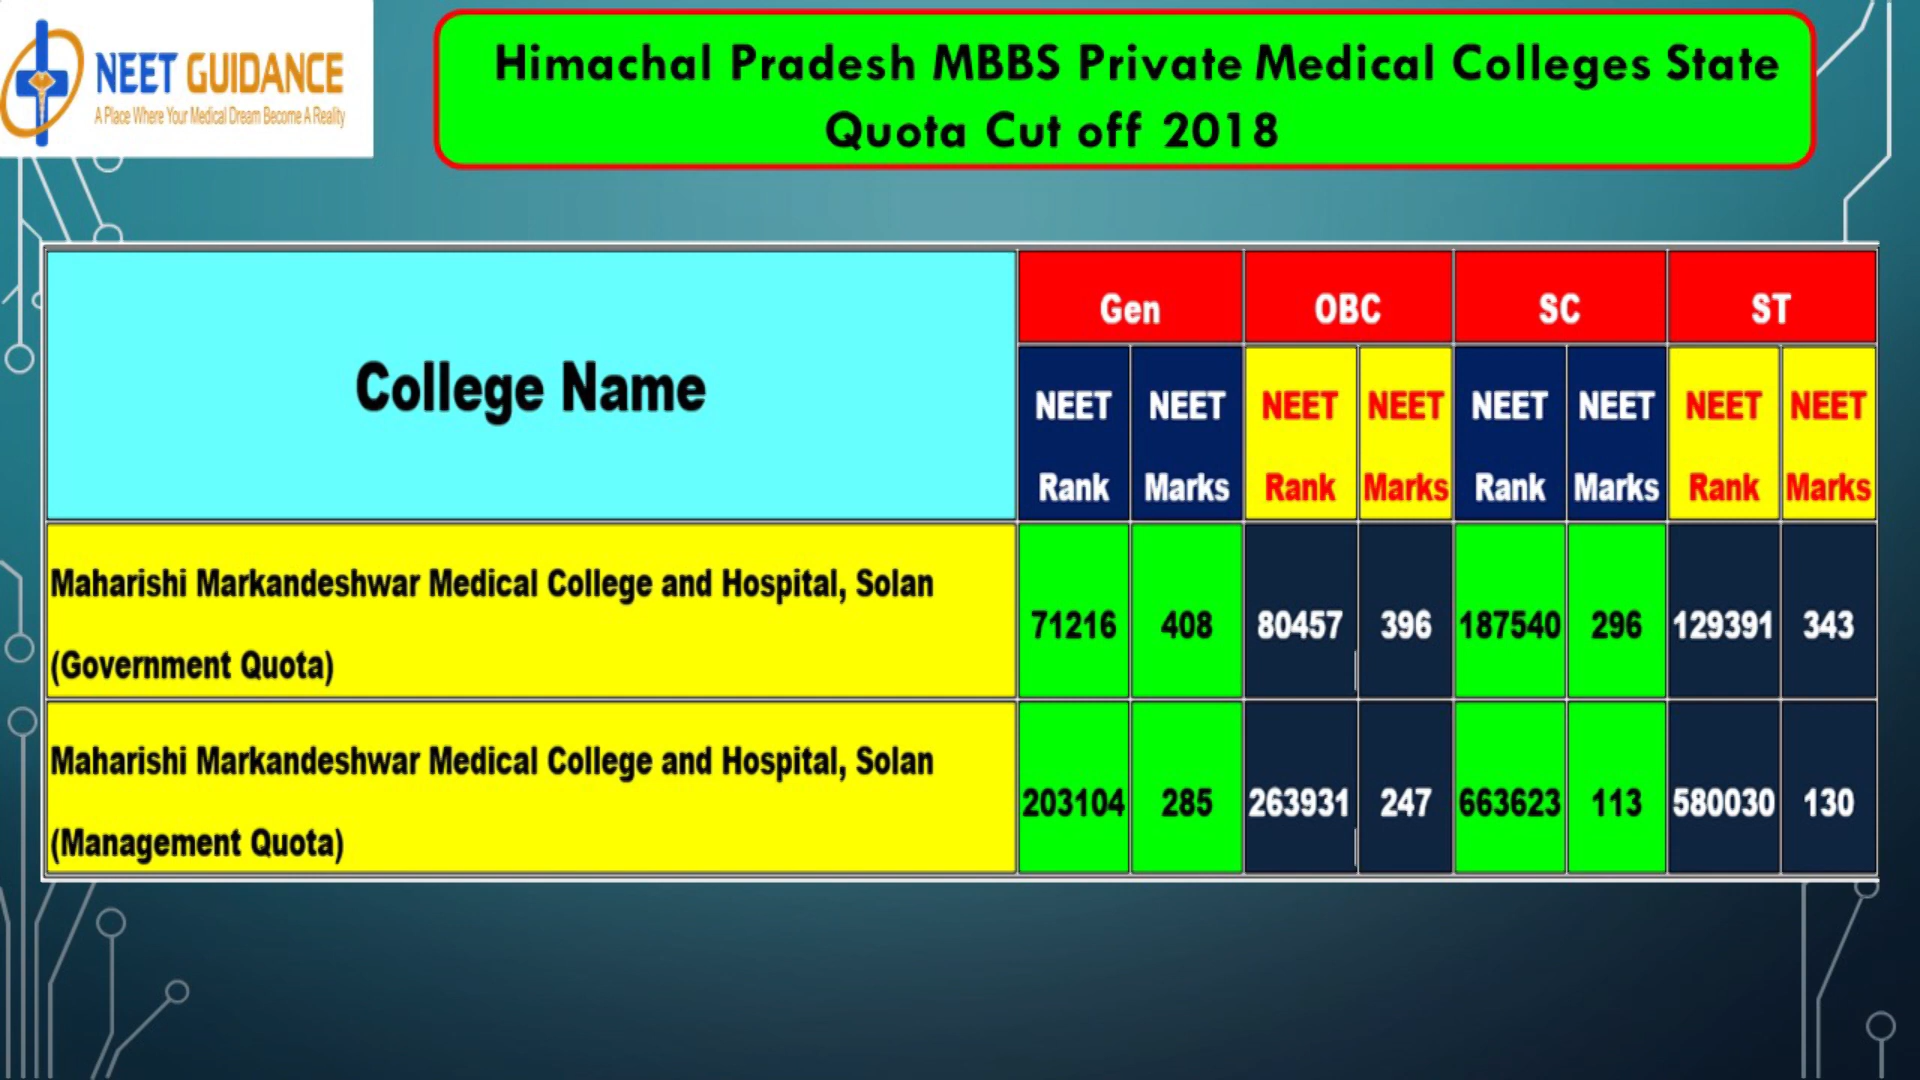 NEET GUIDANCE
A Place Where Your Medical Dream Become A Reality
Himachal Pradesh MBBS Private Medical Colleges State
Quota Cut off 2018
College Name
Gen OBC SC ST
NEET NEET NEET NEET NEET NEET NEET NEET
Rank Marks Rank Marks Rank Marks Rank Marks
Maharishi Markandeshwar Medical College and Hospital, Solan
(Government Quota)
71216 408 80457 396 187540 296 129391 343
Maharishi Markandeshwar Medical College and Hospital, Solan
(Management Quota)
203104 285 263931 247 663623 113 580030 130